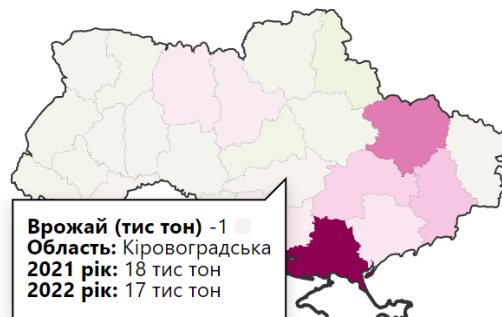 Врожай (тис тон) -1
Область: Кіровоградська
2021 рік: 18 тис тон
2022 рік: 17 тис тон